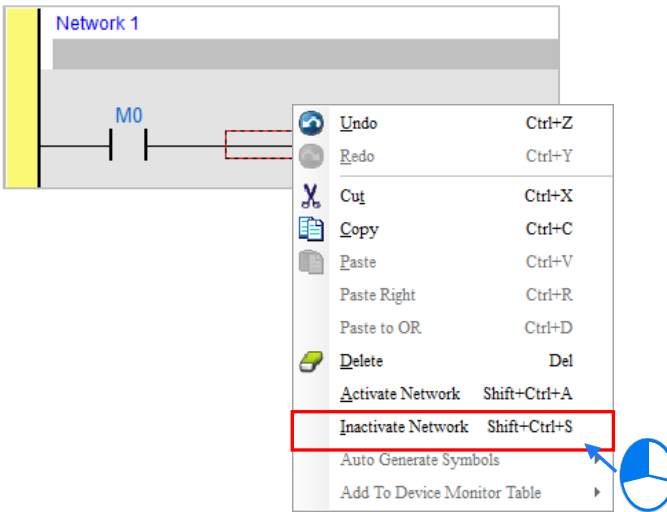 Network 1
M0
Undo Ctrl+Z
Redo Ctrl+Y
Cut Ctrl+X
Copy Ctrl+C
Paste Ctrl+V
Paste Right Ctrl+R
Paste to OR Ctrl+D
Delete Del
Activate Network Shift+Ctrl+A
Inactivate Network Shift+Ctrl+S
Auto Generate Symbols
Add To Device Monitor Table